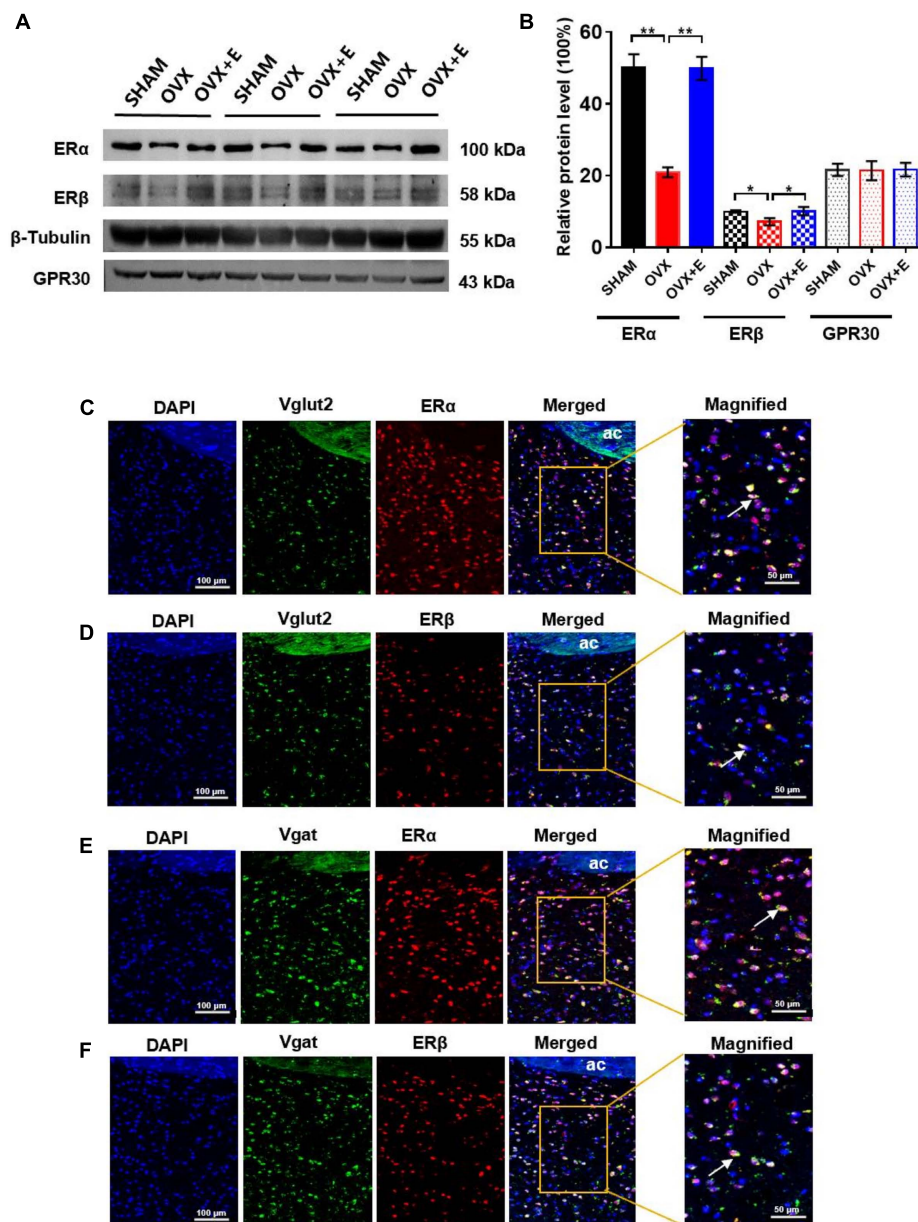 A
SHAM OVX OVX+E SHAM OVX OVX+E SHAM OVX OVX+E
ERα 100 kDa
ERβ 58 kDa
β-Tubulin 55 kDa
GPR30 43 kDa
B
Relative protein level (100%)
60
40
20
0
** **
* *
SHAM OVX OVX+E SHAM OVX OVX+E SHAM OVX OVX+E
ERα ERβ GPR30
C
DAPI Vglut2 ERα Merged Magnified
ac
100 µm 50 µm
D
DAPI Vglut2 ERβ Merged Magnified
ac
100 µm 50 µm
E
DAPI Vgat ERα Merged Magnified
ac
100 µm 50 µm
F
DAPI Vgat ERβ Merged Magnified
ac
100 µm 50 µm